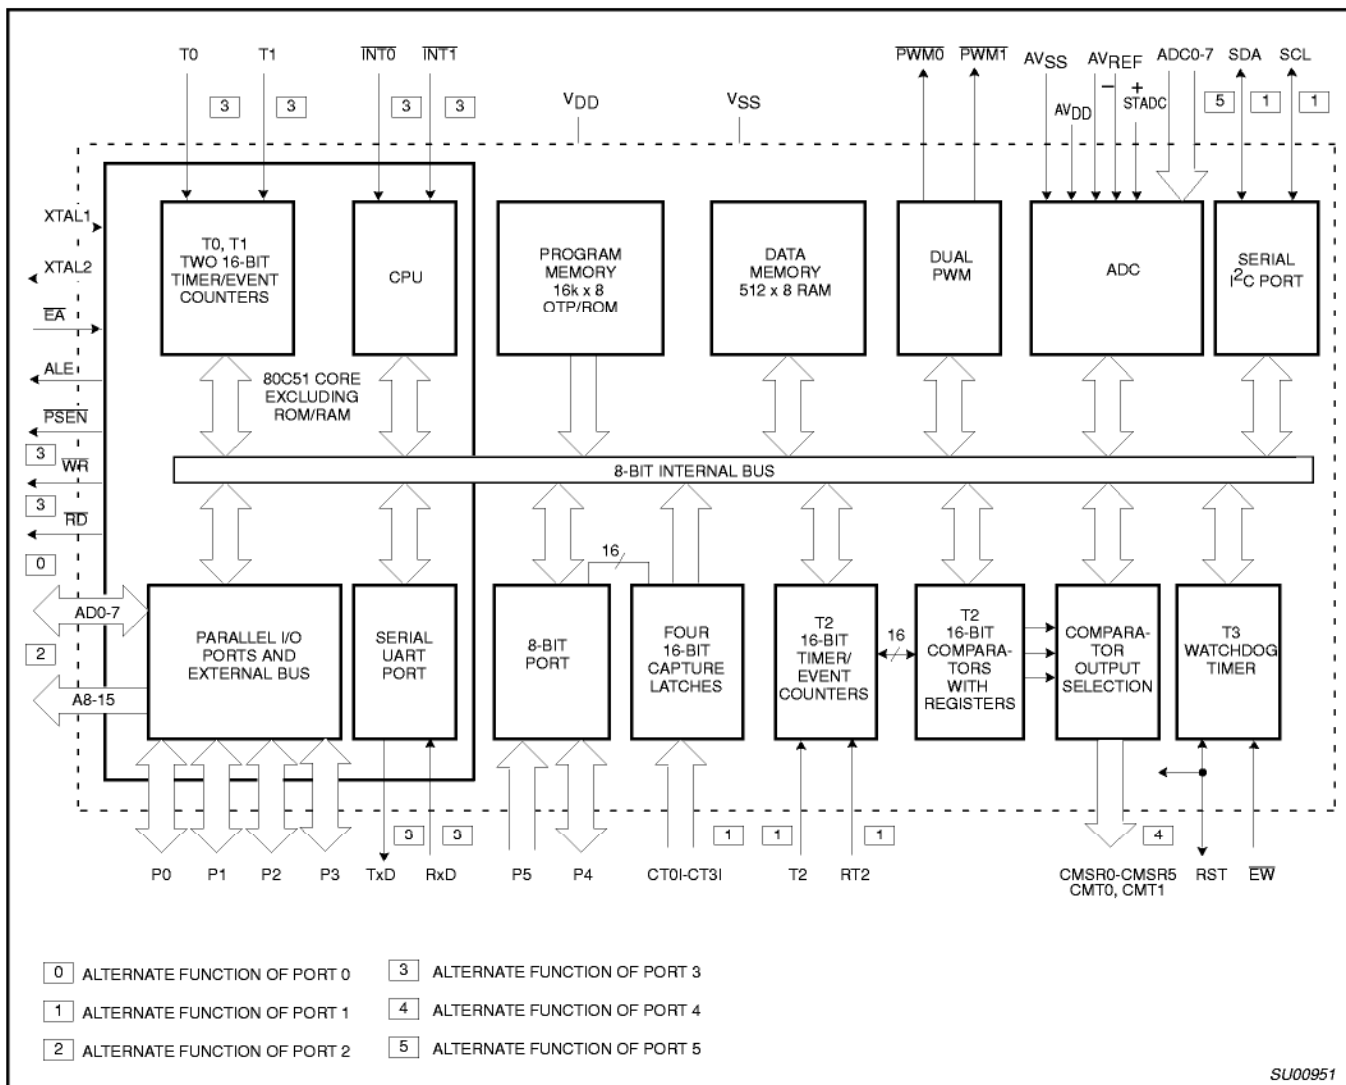 T0 T1 INT0 INT1 PWM0 PWM1 AVSS AVREF ADC0-7 SDA SCL
− + STADC
3 3 3 3 VDD VSS AVDD 5 1 1
XTAL1
XTAL2
EA
ALE
PSEN
3 WR
3 RD
0
AD0-7
2
A8-15
T0, T1
TWO 16-BIT
TIMER/EVENT
COUNTERS
CPU
PROGRAM
MEMORY
16k x 8
OTP/ROM
DATA
MEMORY
512 x 8 RAM
DUAL
PWM
ADC
SERIAL
I2C PORT
80C51 CORE
EXCLUDING
ROM/RAM
8-BIT INTERNAL BUS
PARALLEL I/O
PORTS AND
EXTERNAL BUS
SERIAL
UART
PORT
8-BIT
PORT
16
FOUR
16-BIT
CAPTURE
LATCHES
T2
16-BIT
TIMER/
EVENT
COUNTERS
16
T2
16-BIT
COMPARA-
TORS
WITH
REGISTERS
COMPARA-
TOR
OUTPUT
SELECTION
T3
WATCHDOG
TIMER
3 3 1 1 1 4
P0 P1 P2 P3 TxD RxD P5 P4 CT0I-CT3I T2 RT2 CMSR0-CMSR5 RST EW
CMT0, CMT1
0 ALTERNATE FUNCTION OF PORT 0
1 ALTERNATE FUNCTION OF PORT 1
2 ALTERNATE FUNCTION OF PORT 2
3 ALTERNATE FUNCTION OF PORT 3
4 ALTERNATE FUNCTION OF PORT 4
5 ALTERNATE FUNCTION OF PORT 5
SU00951